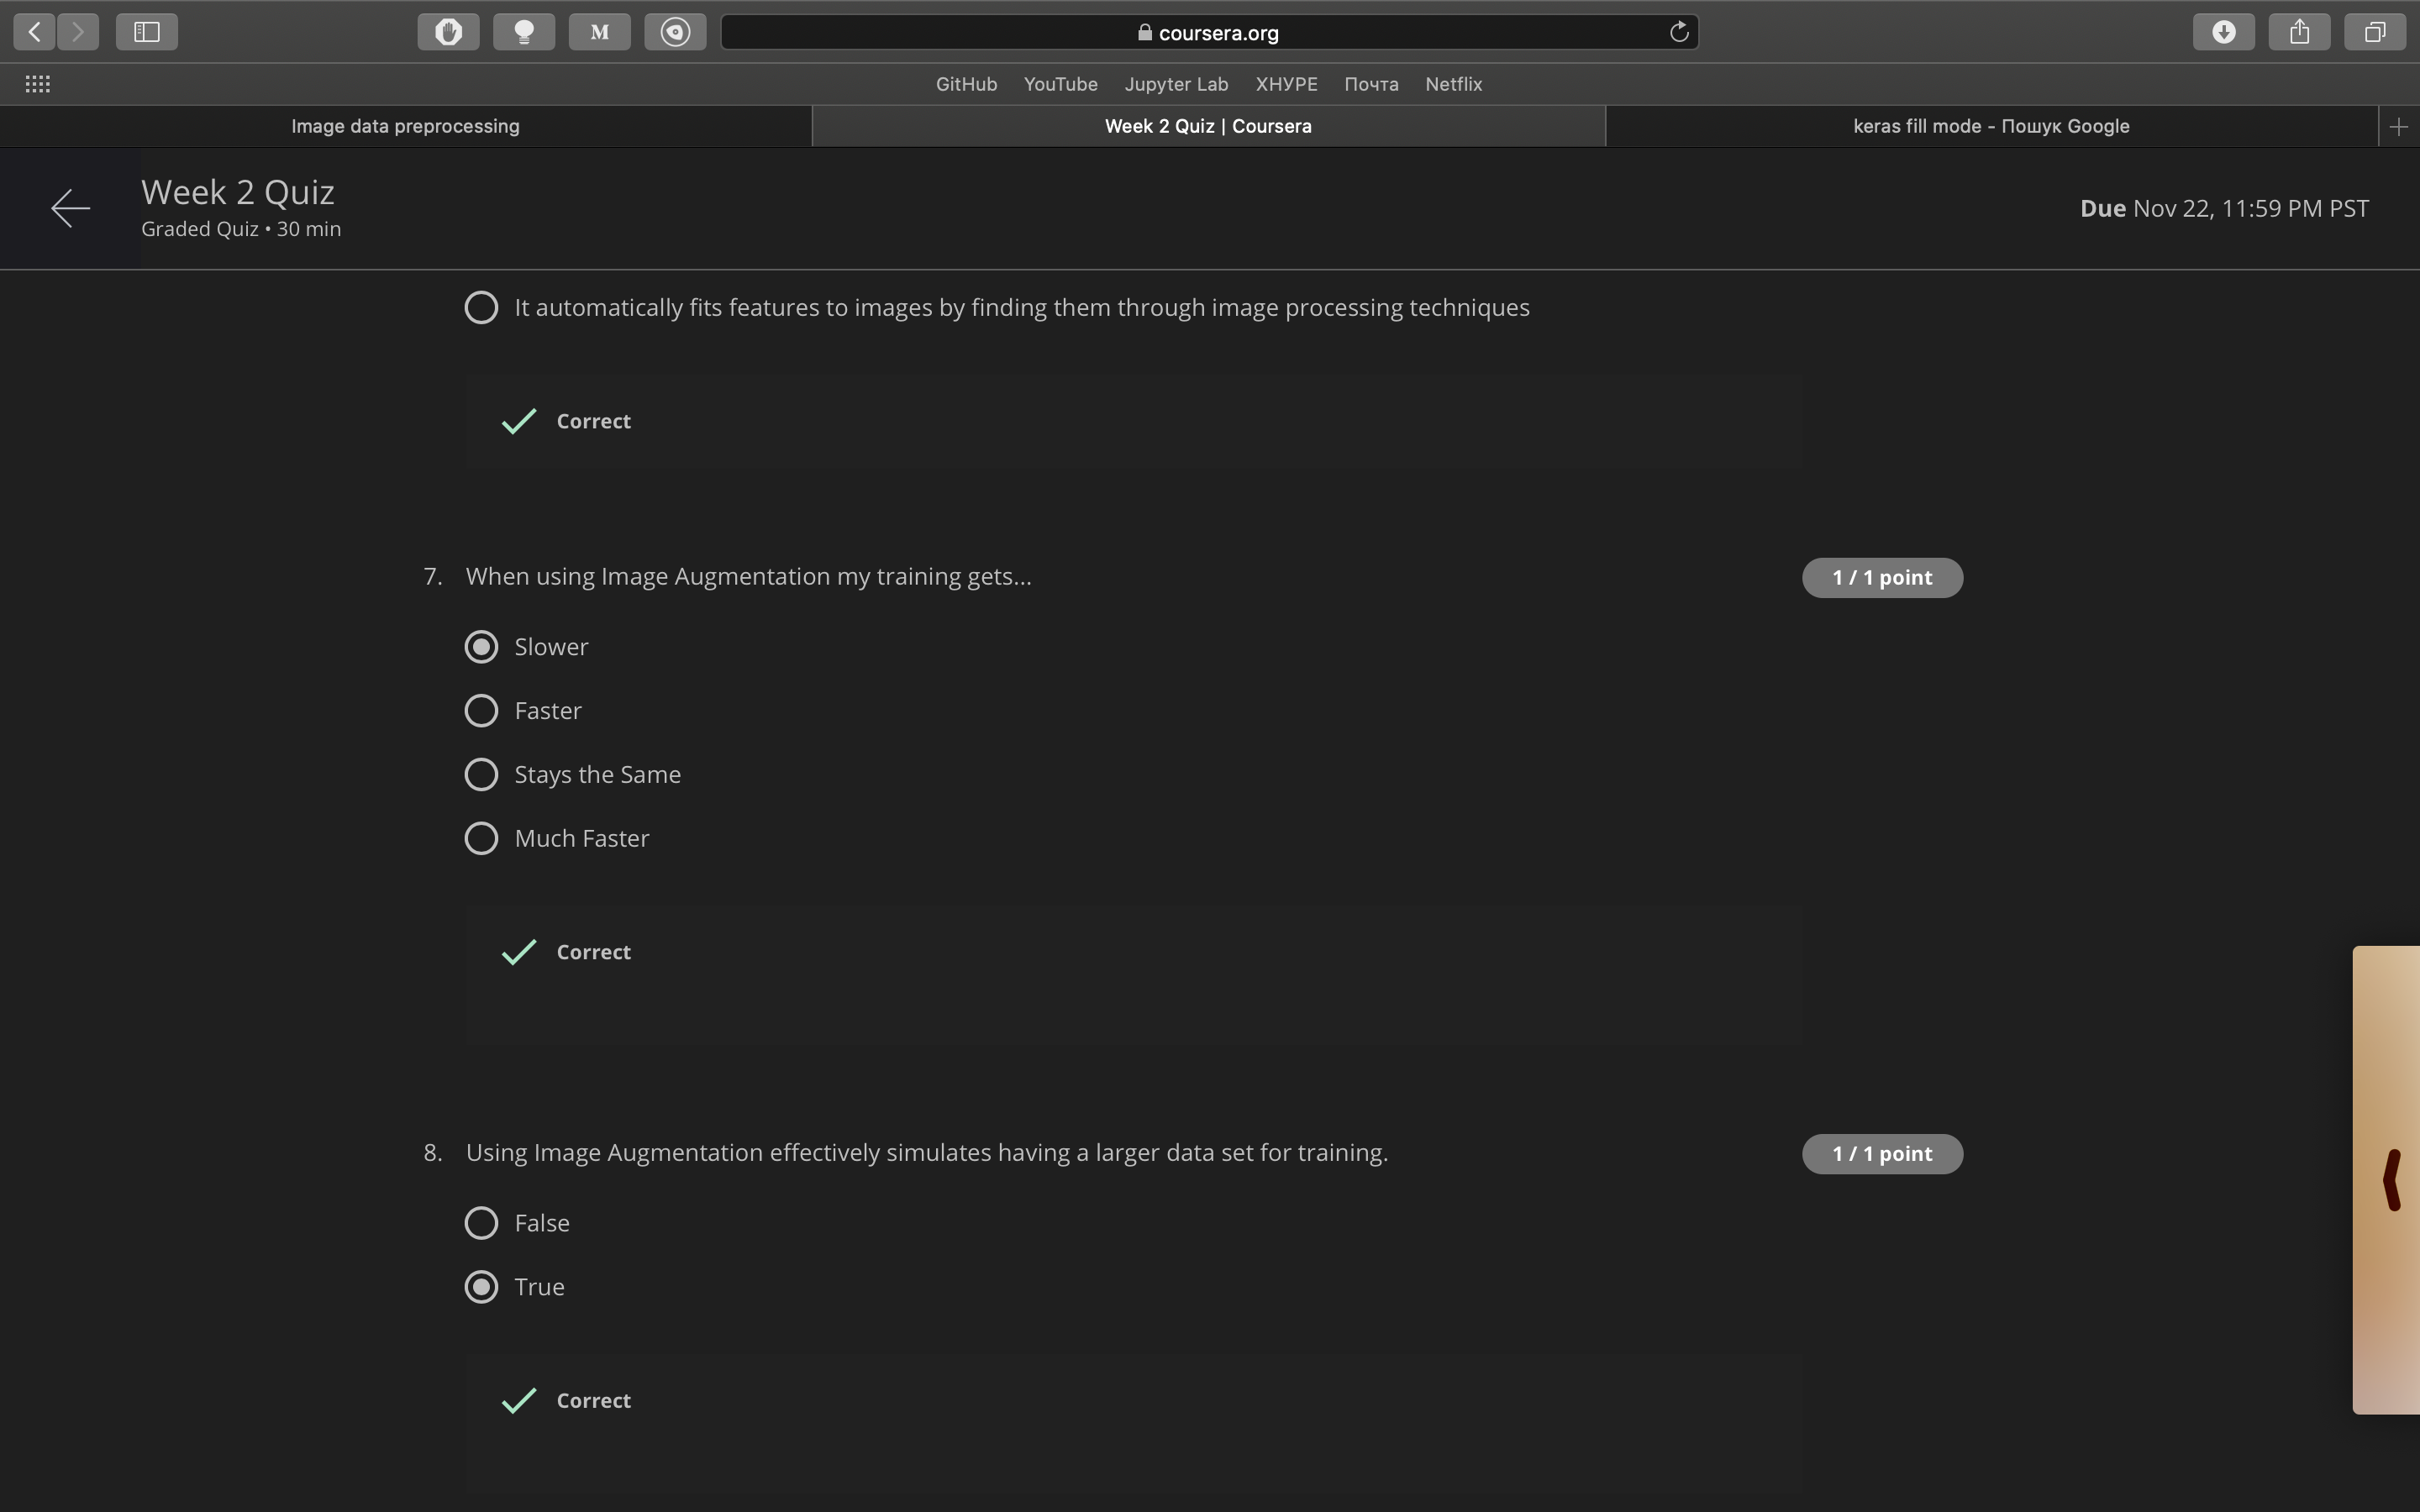 M
coursera.org
GitHub YouTube Jupyter Lab ХНУРЕ Почта Netflix
Image data preprocessing
Week 2 Quiz | Coursera
keras fill mode - Пошук Google
Week 2 Quiz
Graded Quiz • 30 min
Due Nov 22, 11:59 PM PST
It automatically fits features to images by finding them through image processing techniques
Correct
7. When using Image Augmentation my training gets...
1 / 1 point
Slower
Faster
Stays the Same
Much Faster
Correct
8. Using Image Augmentation effectively simulates having a larger data set for training.
1 / 1 point
False
True
Correct